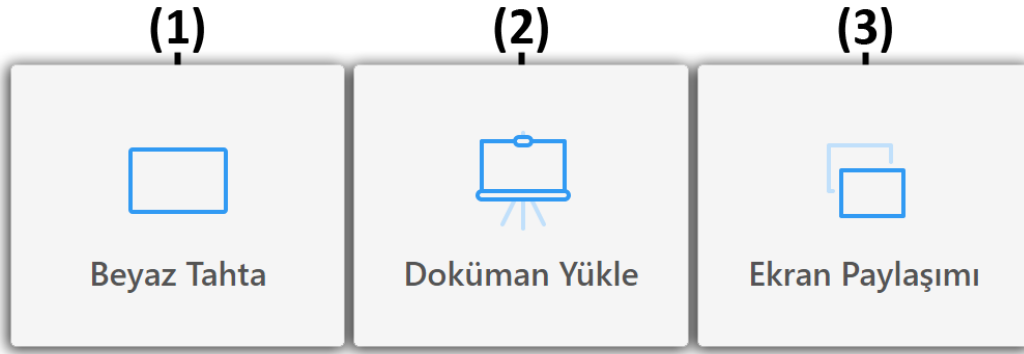 (1) (2) (3)
Beyaz Tahta Doküman Yükle Ekran Paylaşımı